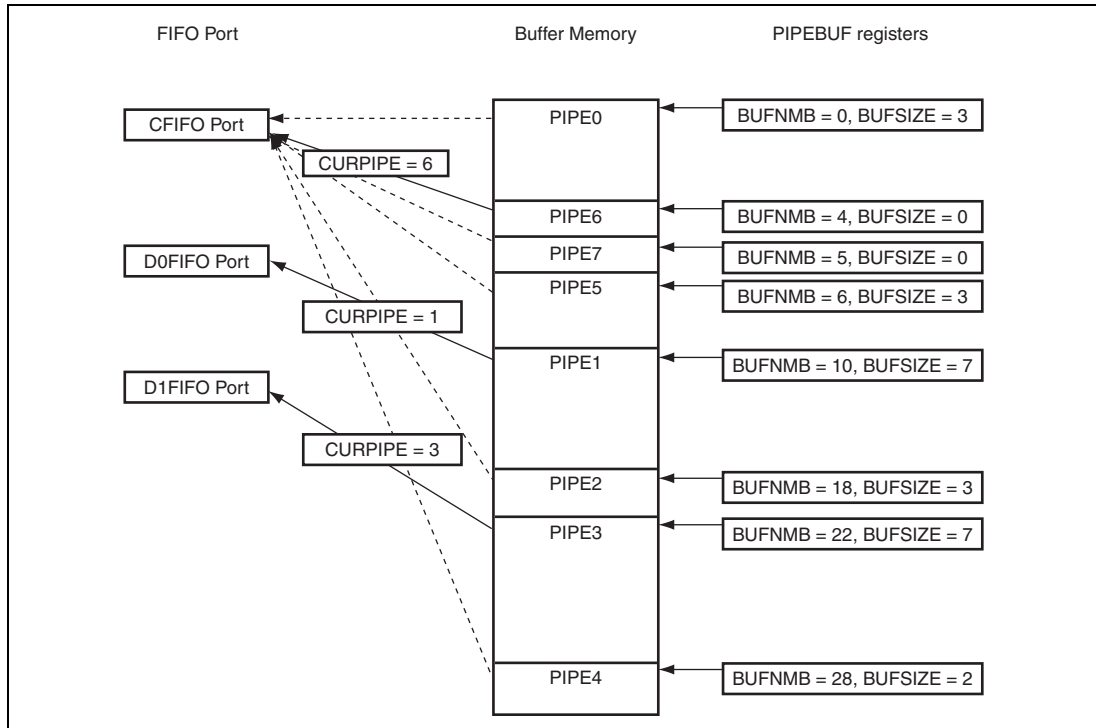 FIFO Port
Buffer Memory
PIPEBUF registers
CFIFO Port
PIPE0
BUFNMB = 0, BUFSIZE = 3
CURPIPE = 6
PIPE6
BUFNMB = 4, BUFSIZE = 0
D0FIFO Port
PIPE7
BUFNMB = 5, BUFSIZE = 0
PIPE5
BUFNMB = 6, BUFSIZE = 3
CURPIPE = 1
PIPE1
BUFNMB = 10, BUFSIZE = 7
D1FIFO Port
CURPIPE = 3
PIPE2
BUFNMB = 18, BUFSIZE = 3
PIPE3
BUFNMB = 22, BUFSIZE = 7
PIPE4
BUFNMB = 28, BUFSIZE = 2